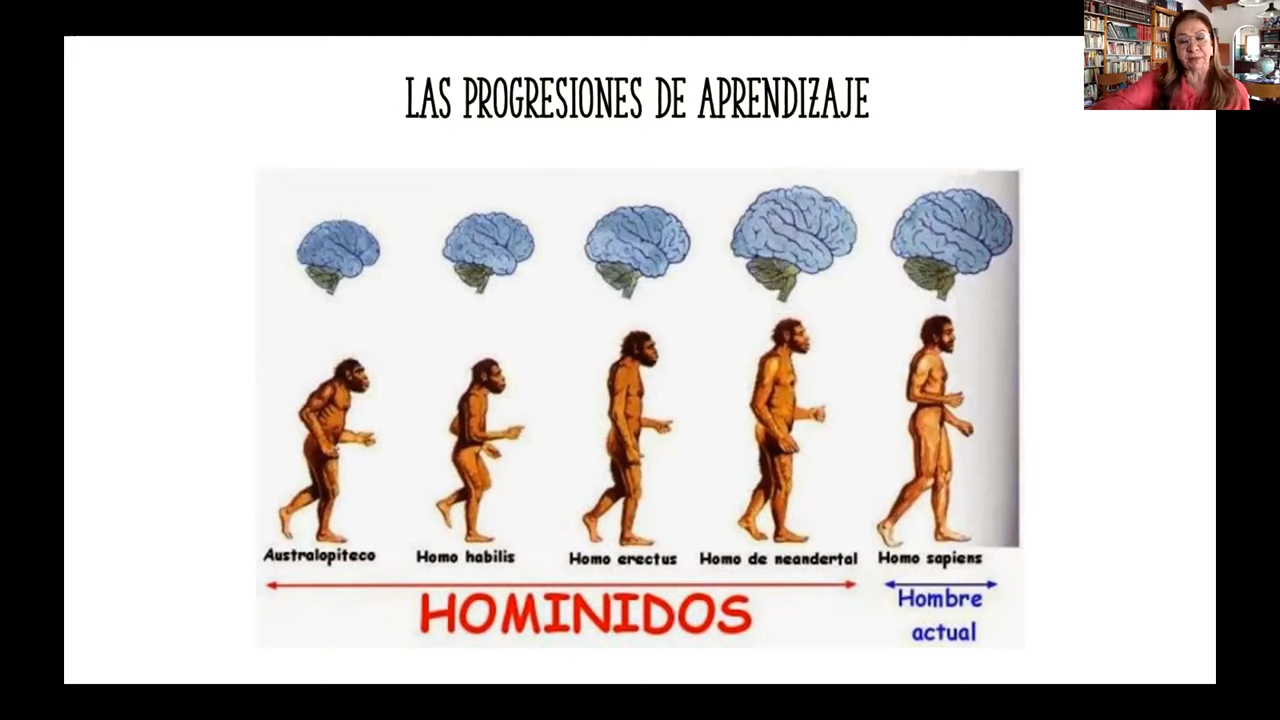 LAS PROGRESIONES DE APRENDIZAJE
Australopiteco
Homo habilis
Homo erectus
Homo de neandertal
Homo sapiens
HOMINIDOS
Hombre
actual